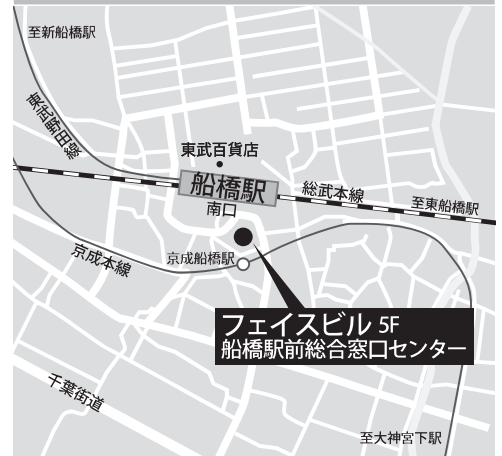 至新船橋駅
東武野田線
東武百貨店
船橋駅
南口
総武本線
至東船橋駅
京成船橋駅
京成本線
フェイスビル 5F
船橋駅前総合窓口センター
千葉街道
至大神宮下駅